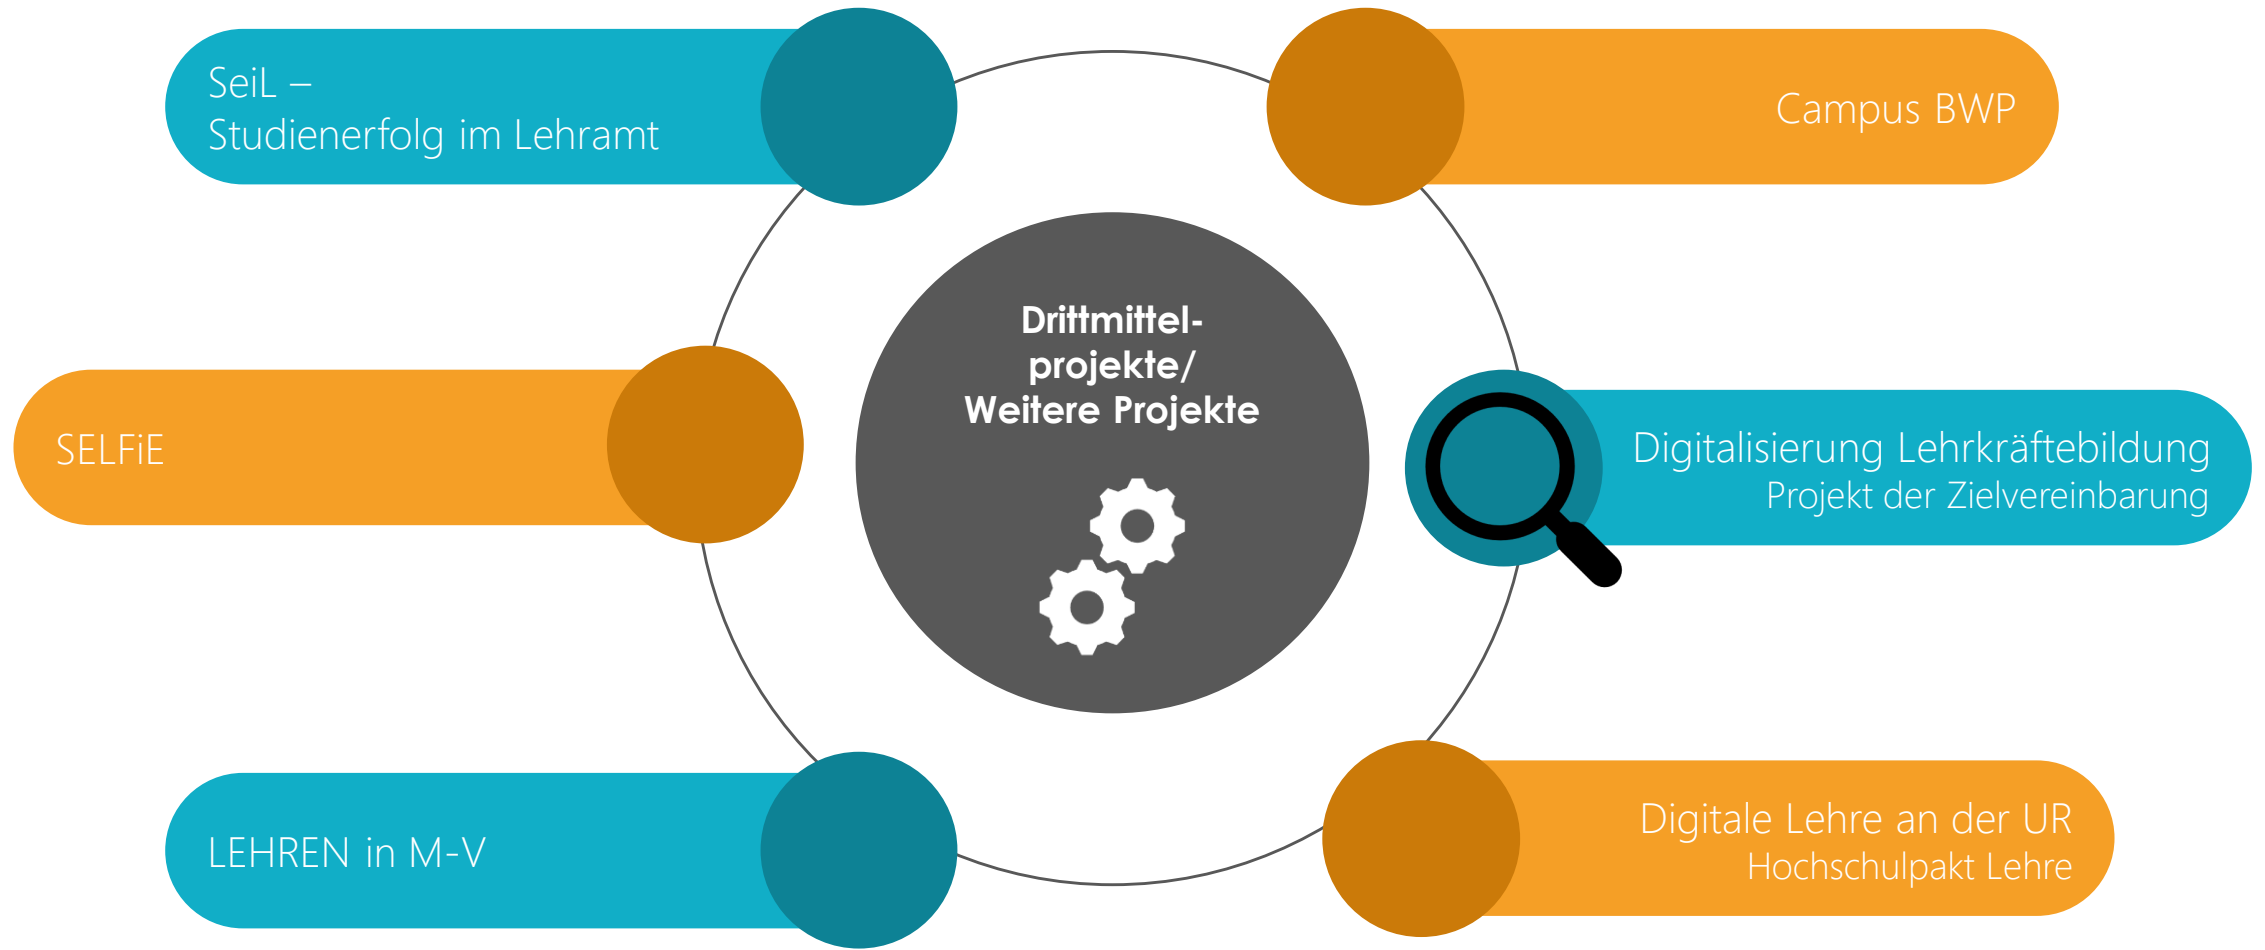 SeiL –
Studienerfolg im Lehramt
Campus BWP
Drittmittel-
projekte/
Weitere Projekte
SELFiE
Digitalisierung Lehrkräftebildung
Projekt der Zielvereinbarung
LEHREN in M-V
Digitale Lehre an der UR
Hochschulpakt Lehre